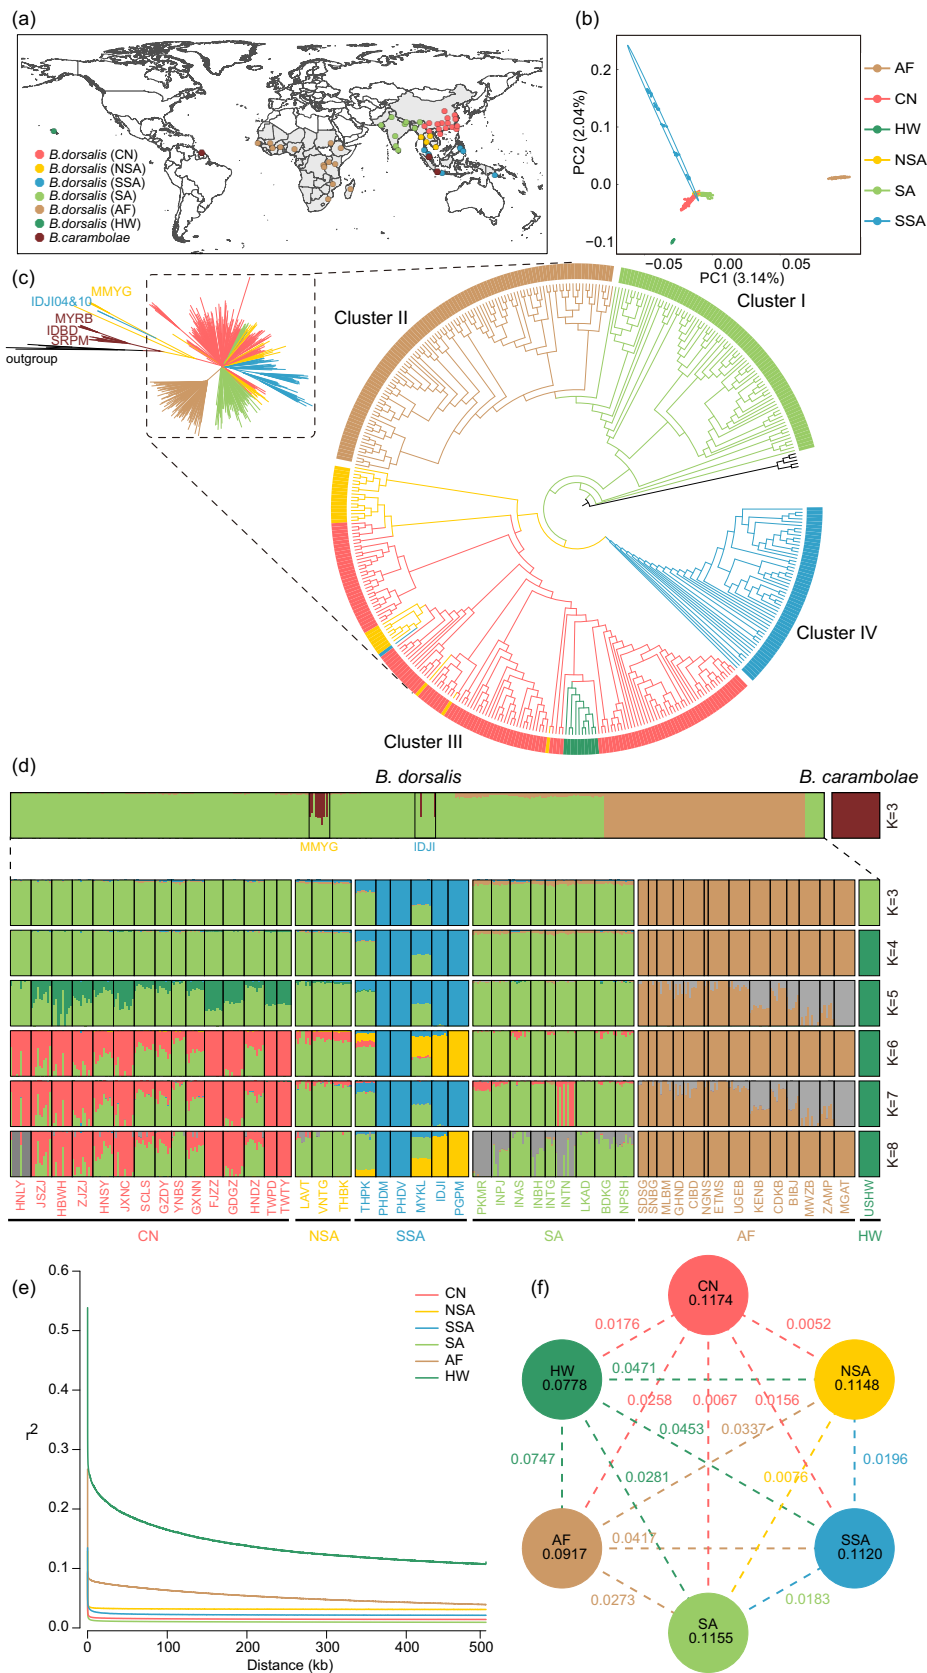 (a)
B.dorsalis (CN)
B.dorsalis (NSA)
B.dorsalis (SSA)
B.dorsalis (SA)
B.dorsalis (AF)
B.dorsalis (HW)
B.carambolae
(b)
PC2 (2.04%)
0.2
0.1
0.0
−0.1
−0.05
0.00
0.05
PC1 (3.14%)
AF
CN
HW
NSA
SA
SSA
(c)
MMYG
IDJI04&10
MYRB
IDBD
SRPM
outgroup
Cluster I
Cluster II
Cluster III
Cluster IV
(d)
B. dorsalis
B. carambolae
K=3
MMYG
IDJI
K=3
K=4
K=5
K=6
K=7
K=8
HNLY
JSZJ
HBWH
ZJZJ
HNSY
JXNC
SCLS
GZDY
YNBS
GXNN
FJZZ
GDGZ
HNDZ
TWPD
TWTY
LAVT
VNTG
THBK
THPK
PHDM
PHDV
MYKL
IDJI
PGPM
PKMR
INPJ
INAS
INBH
INTG
INTN
LKAD
BDKG
NPSH
SDSG
SNBG
MLBM
GHND
CIBD
NGNS
ETMS
UGEB
KENB
CDKB
BIBJ
MWZB
ZAMP
MGAT
USHW
CN
NSA
SSA
SA
AF
HW
(e)
r2
0.6
0.5
0.4
0.3
0.2
0.1
0.0
0
100
200
300
400
500
Distance (kb)
CN
NSA
SSA
SA
AF
HW
(f)
CN
0.1174
0.0176
0.0052
HW
0.0778
0.0471
NSA
0.1148
0.0258
0.0067
0.0156
0.0453
0.0337
0.0747
0.0281
0.0076
0.0196
AF
0.0917
0.0417
SSA
0.1120
0.0273
0.0183
SA
0.1155